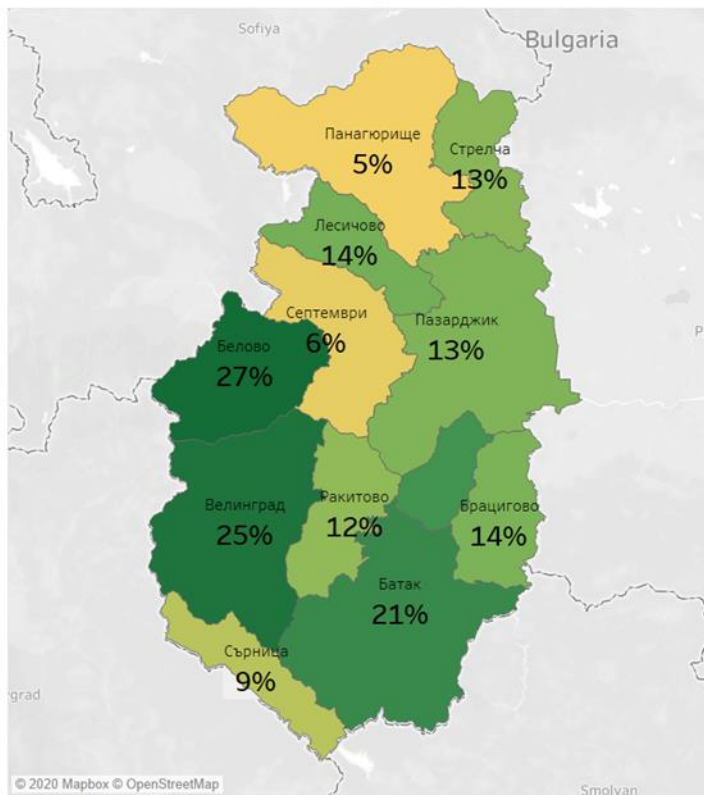 Sofiya
Bulgaria
Панагюрище
5%
Стрелча
13%
Лесичово
14%
Септември
6%
Пазарджик
13%
Белово
27%
Велинград
25%
Ракитово
12%
Брацигово
14%
Батак
21%
Сърница
9%
© 2020 Mapbox © OpenStreetMap
Smolyan